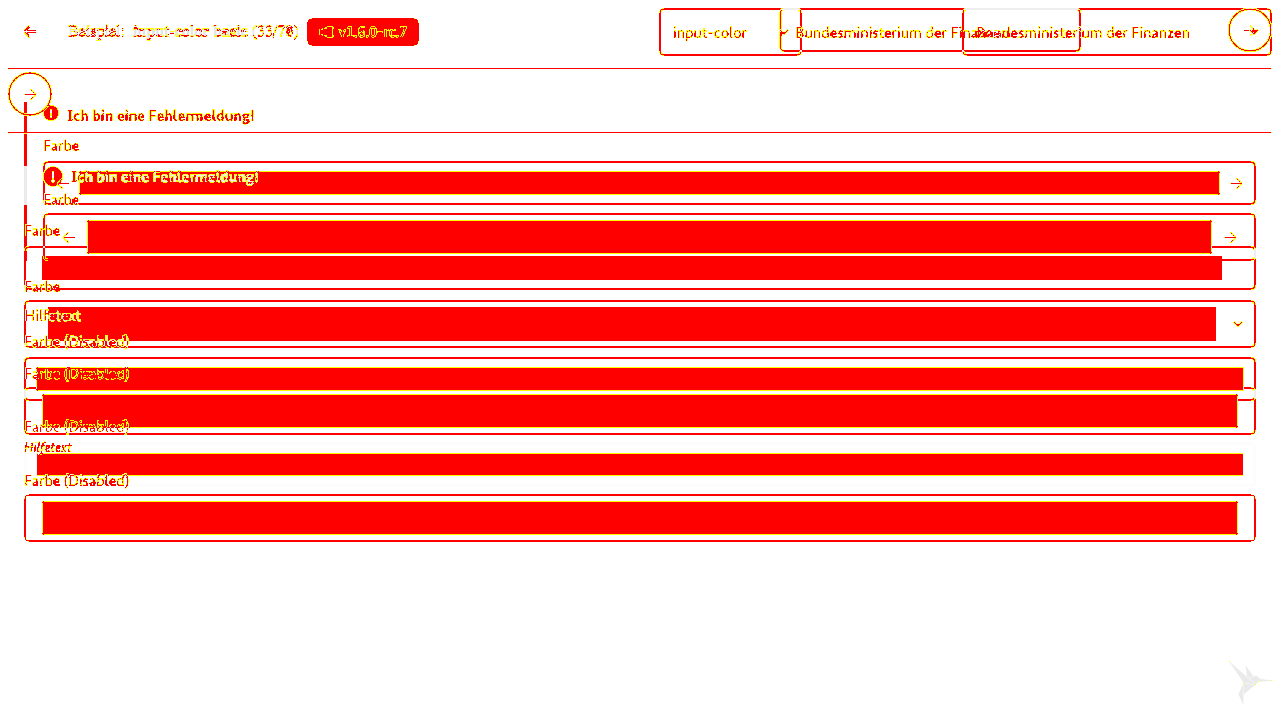 Beispiel: input-color basic (33/78) v1.6.0-rc.7 input-color Bundesministerium der Finanzen Bundesministerium der Finanzen
Ich bin eine Fehlermeldung!
Farbe
Ich bin eine Fehlermeldung!
Farbe
Farbe
Farbe
Hilfetext
Farbe (Disabled)
Farbe (Disabled)
Farbe (Disabled)
Hilfetext
Farbe (Disabled)